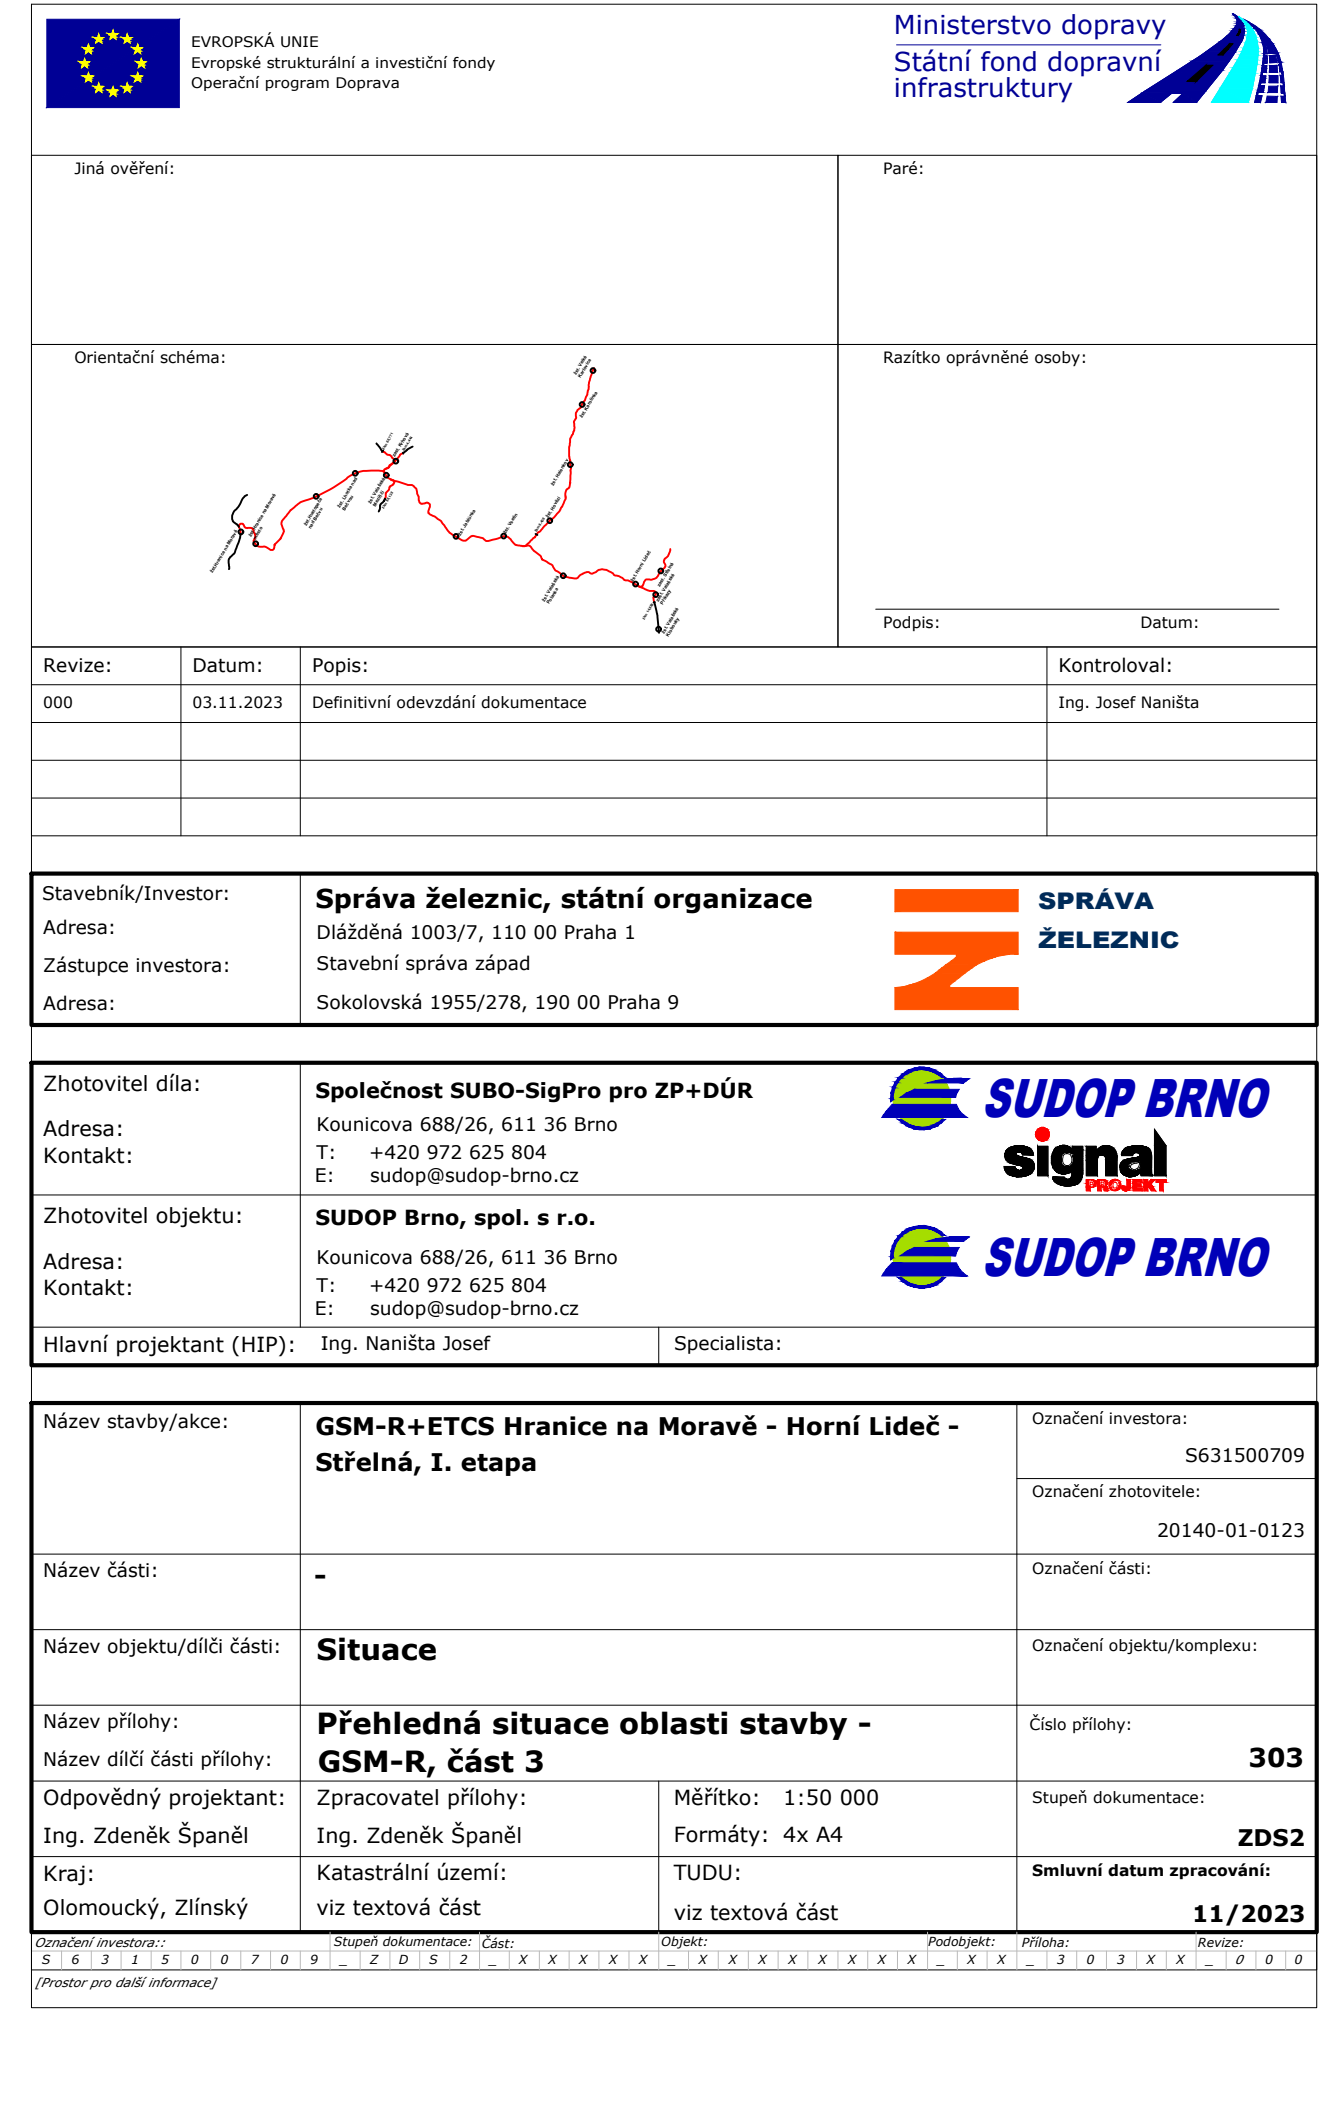 EVROPSKÁ UNIE
Evropské strukturální a investiční fondy
Operační program Doprava
Ministerstvo dopravy
Státní fond dopravní
infrastruktury
Jiná ověření:
Paré:
Orientační schéma:
Razítko oprávněné osoby:
Podpis:
Datum:
Revize: Datum: Popis: Kontroloval:
000 03.11.2023 Definitivní odevzdání dokumentace Ing. Josef Naništa
Stavebník/Investor: Správa železnic, státní organizace
Adresa: Dlážděná 1003/7, 110 00 Praha 1
Zástupce investora: Stavební správa západ
Adresa: Sokolovská 1955/278, 190 00 Praha 9
SPRÁVA
ŽELEZNIC
Zhotovitel díla: Společnost SUBO-SigPro pro ZP+DÚR
Adresa: Kounicova 688/26, 611 36 Brno
Kontakt: T: +420 972 625 804
E: sudop@sudop-brno.cz
SUDOP BRNO
signal
PROJEKT
Zhotovitel objektu: SUDOP Brno, spol. s r.o.
Adresa: Kounicova 688/26, 611 36 Brno
Kontakt: T: +420 972 625 804
E: sudop@sudop-brno.cz
SUDOP BRNO
Hlavní projektant (HIP): Ing. Naništa Josef Specialista:
Název stavby/akce: GSM-R+ETCS Hranice na Moravě - Horní Lideč -
Střelná, I. etapa
Označení investora:
S631500709
Označení zhotovitele:
20140-01-0123
Název části: - Označení části:
Název objektu/dílči části: Situace Označení objektu/komplexu:
Název přílohy: Přehledná situace oblasti stavby -
Název dílčí části přílohy: GSM-R, část 3
Číslo přílohy:
303
Odpovědný projektant: Zpracovatel přílohy: Měřítko: 1:50 000 Stupeň dokumentace:
Ing. Zdeněk Španěl Ing. Zdeněk Španěl Formáty: 4x A4 ZDS2
Kraj: Katastrální území: TUDU: Smluvní datum zpracování:
Olomoucký, Zlínský viz textová část viz textová část 11/2023
Označení investora:: Stupeň dokumentace: Část: Objekt: Podobjekt: Příloha: Revize:
S 6 3 1 5 0 0 7 0 9 _ Z D S 2 _ X X X X X _ X X X X X X X X _ X X _ 3 0 3 X X _ 0 0 0
[Prostor pro další informace]